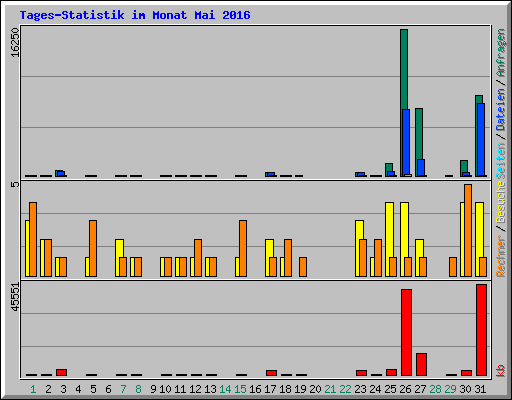 Tages-Statistik im Monat Mai 2016
16250
5
45551
Rechner / Besuche Seiten / Dateien / Anfragen
kb
1 2 3 4 5 6 7 8 9 10 11 12 13 14 15 16 17 18 19 20 21 22 23 24 25 26 27 28 29 30 31